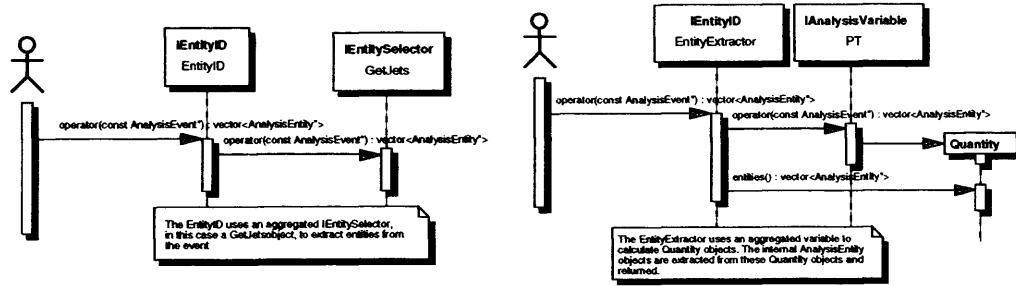 IEntityID
EntityID
IEntitySelector
GetJets
operator(const AnalysisEvent*) : vector<AnalysisEntity*>
operator(const AnalysisEvent*) : vector<AnalysisEntity*>
The EntityID uses an aggregated IEntitySelector,
in this case a GetJetsobject, to extract entities from
the event
IEntityID
EntityExtractor
IAnalysisVariable
PT
operator(const AnalysisEvent*) : vector<AnalysisEntity*>
operator(const AnalysisEvent*) : vector<AnalysisEntity*>
Quantity
entities() : vector<AnalysisEntity*>
The EntityExtractor uses an aggregated variable to
calculate Quantity objects. The internal AnalysisEntity
objects are extracted from these Quantity objects and
returned.